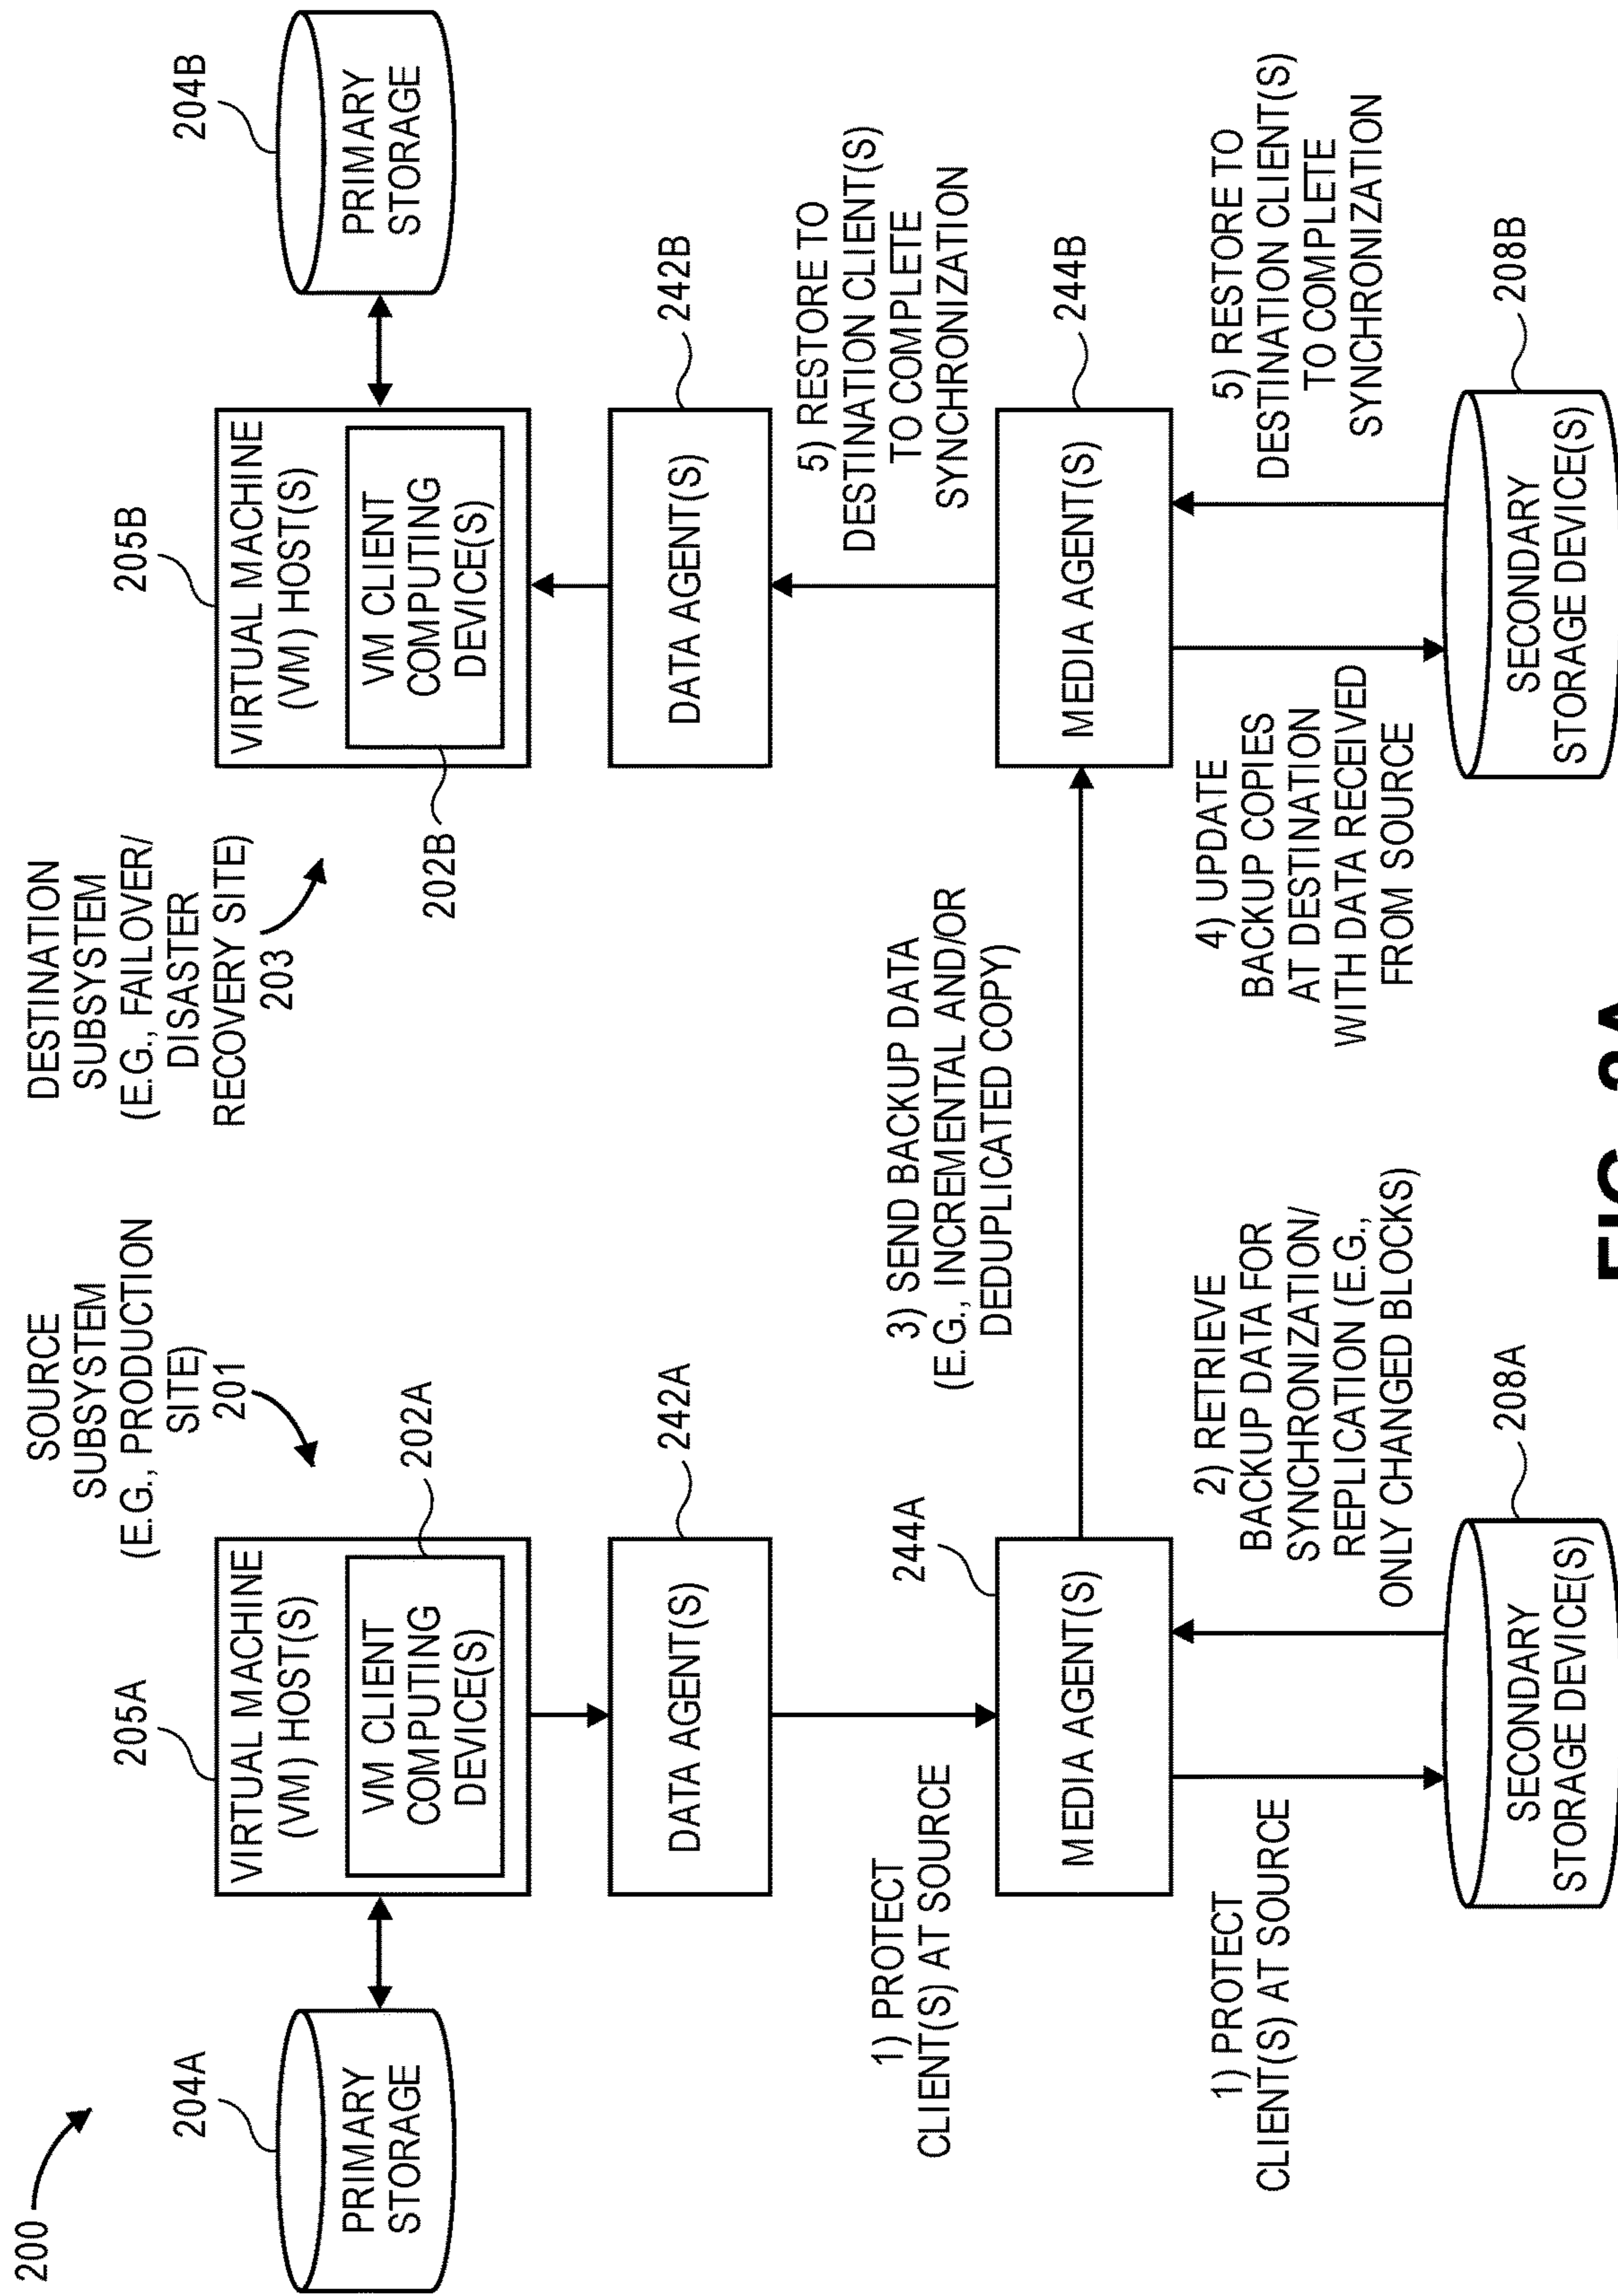 200
SOURCE
SUBSYSTEM
(E.G., PRODUCTION
SITE)
201
DESTINATION
SUBSYSTEM
(E.G., FAILOVER/
DISASTER
RECOVERY SITE)
203
204A
PRIMARY
STORAGE
205A
VIRTUAL MACHINE
(VM) HOST(S)
VM CLIENT
COMPUTING
DEVICE(S)
202A
202B
205B
VIRTUAL MACHINE
(VM) HOST(S)
VM CLIENT
COMPUTING
DEVICE(S)
204B
PRIMARY
STORAGE
DATA AGENT(S)
242A
DATA AGENT(S)
242B
1) PROTECT
CLIENT(S) AT SOURCE
3) SEND BACKUP DATA
(E.G., INCREMENTAL AND/OR
DEDUPLICATED COPY)
5) RESTORE TO
DESTINATION CLIENT(S)
TO COMPLETE
SYNCHRONIZATION
MEDIA AGENT(S)
244A
MEDIA AGENT(S)
244B
1) PROTECT
CLIENT(S) AT SOURCE
2) RETRIEVE
BACKUP DATA FOR
SYNCHRONIZATION/
REPLICATION (E.G.,
ONLY CHANGED BLOCKS)
4) UPDATE
BACKUP COPIES
AT DESTINATION
WITH DATA RECEIVED
FROM SOURCE
5) RESTORE TO
DESTINATION CLIENT(S)
TO COMPLETE
SYNCHRONIZATION
SECONDARY
STORAGE DEVICE(S)
208A
SECONDARY
STORAGE DEVICE(S)
208B
FIG.